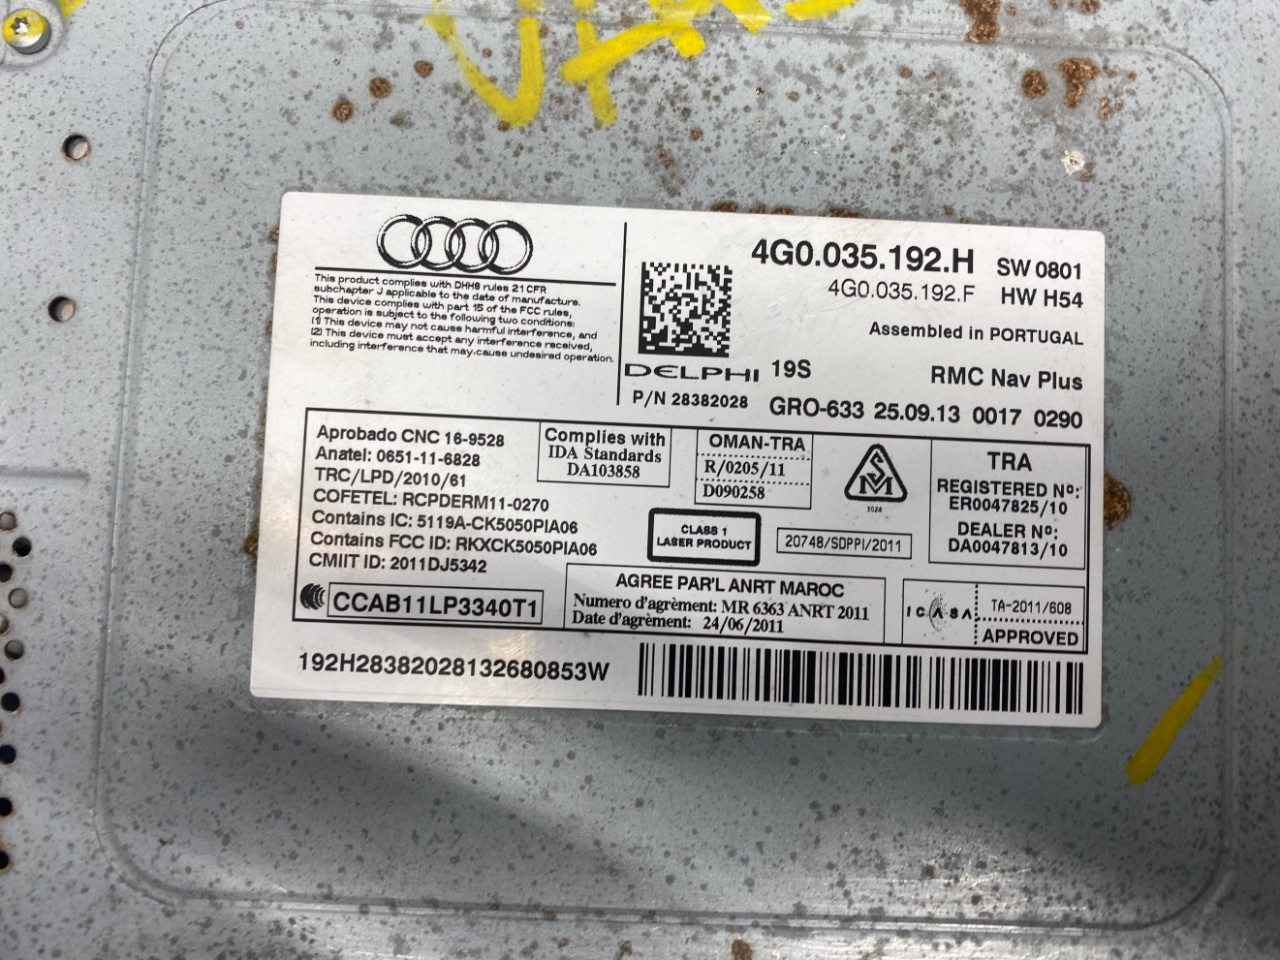 This product complies with DHHS rules 21 CFR
subchapter J applicable to the date of manufacture.
This device complies with part 15 of the FCC rules,
operation is subject to the following two conditions:
(1) This device may not cause harmful interference, and
(2) This device must accept any interference received,
including interference that may.cause undesired operation.
4G0.035.192.H SW 0801
4G0.035.192.F HW H54
Assembled in PORTUGAL
DELPHI 19S RMC Nav Plus
P/N 28382028 GRO-633 25.09.13 0017 0290
Aprobado CNC 16-9528
Anatel: 0651-11-6828
TRC/LPD/2010/61
COFETEL: RCPDERM11-0270
Contains IC: 5119A-CK5050PIA06
Contains FCC ID: RKXCK5050PIA06
CMIIT ID: 2011DJ5342
CCAB11LP3340T1
Complies with
IDA Standards
DA103858
OMAN-TRA
R/0205/11
D090258
SM
1024
CLASS 1
LASER PRODUCT
20748/SDPPI/2011
TRA
REGISTERED Nº:
ER0047825/10
DEALER Nº:
DA0047813/10
AGREE PAR'L ANRT MAROC
Numero d'agrément: MR 6363 ANRT 2011
Date d'agrément: 24/06/2011
ICASA
TA-2011/608
APPROVED
192H28382028132680853W